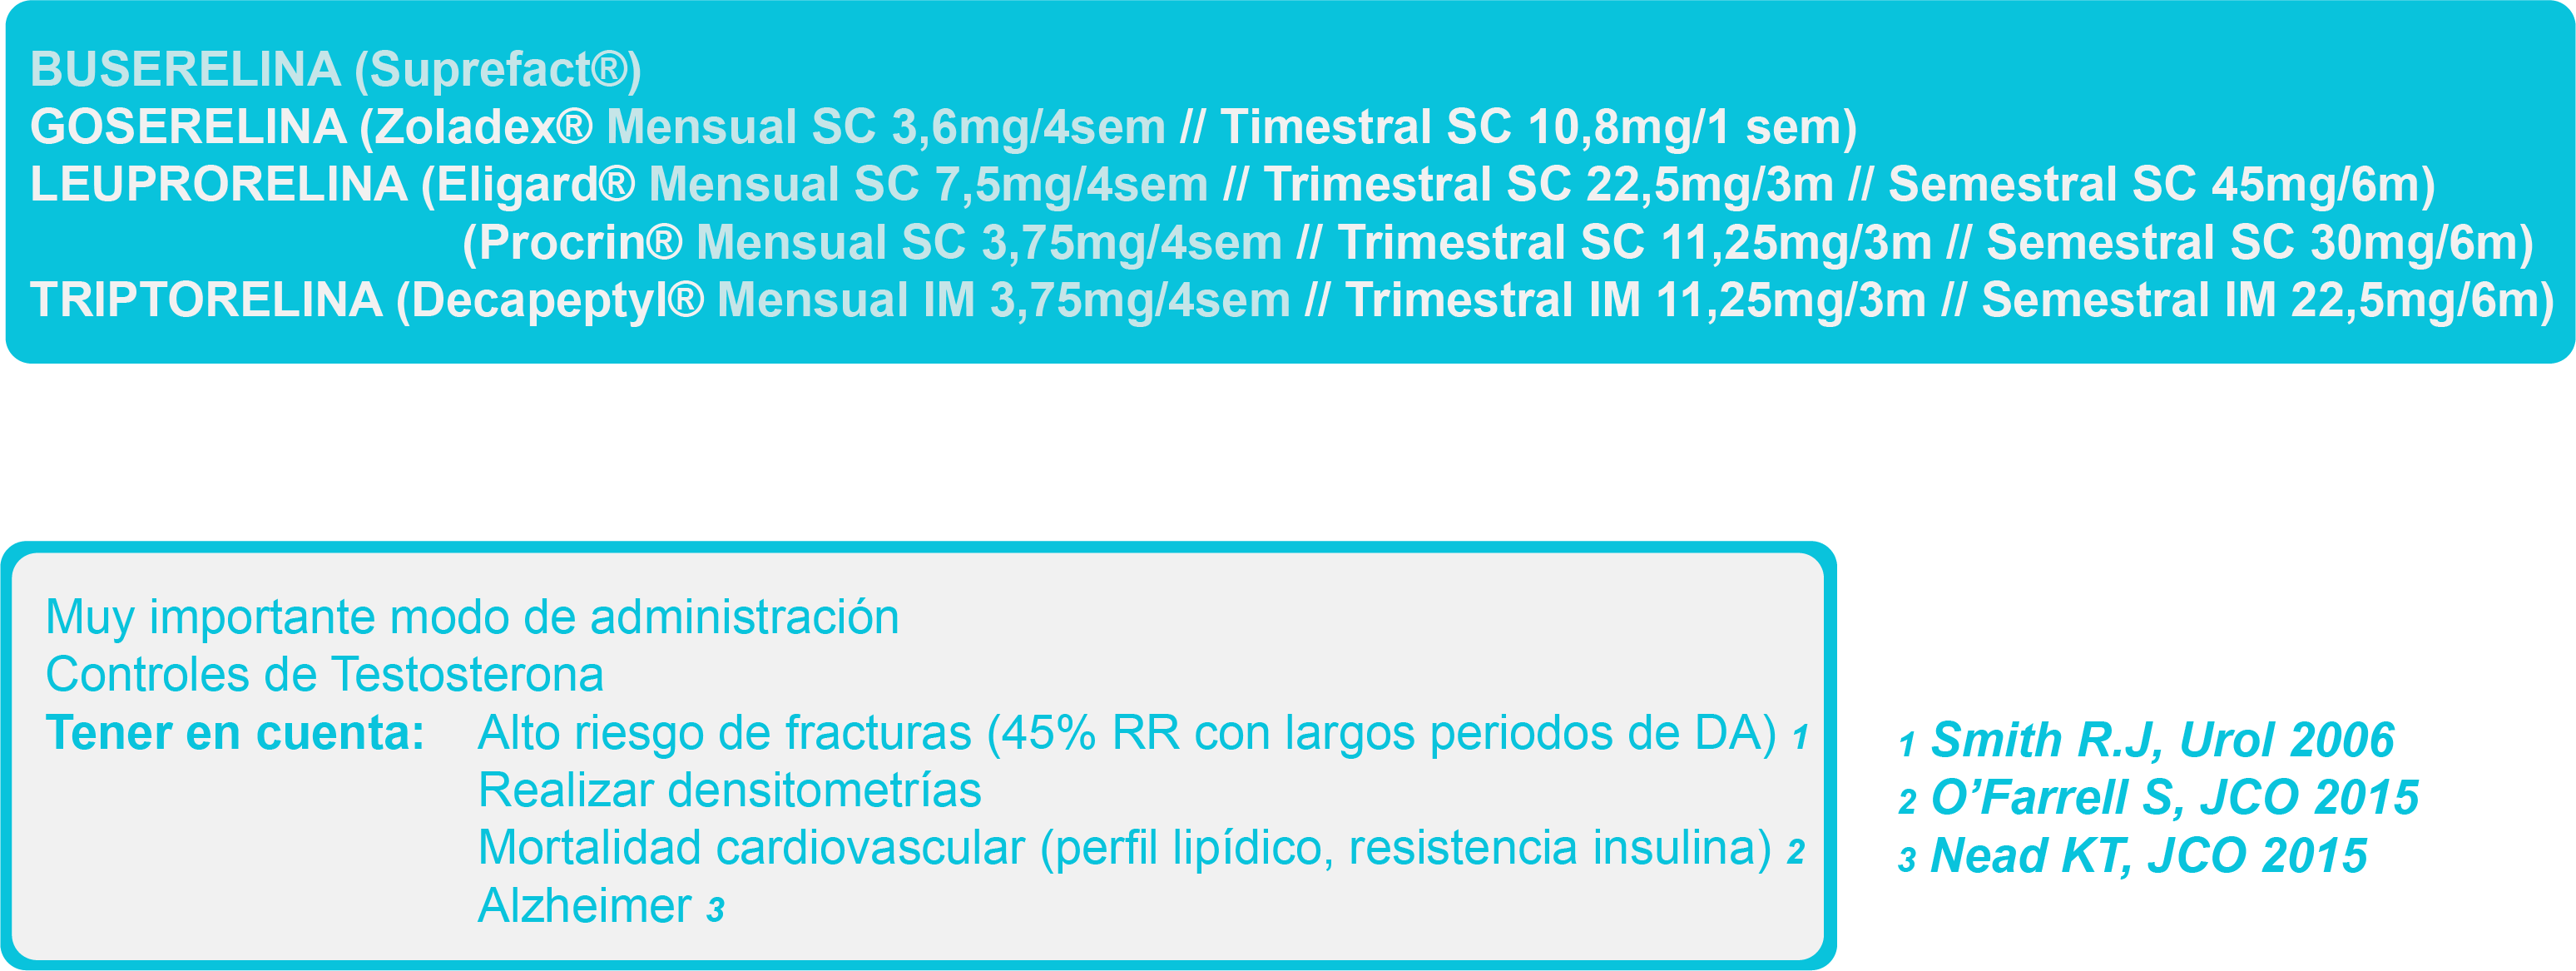 BUSERELINA (Suprefact®)
GOSERELINA (Zoladex® Mensual SC 3,6mg/4sem // Timestral SC 10,8mg/1 sem)
LEUPRORELINA (Eligard® Mensual SC 7,5mg/4sem // Trimestral SC 22,5mg/3m // Semestral SC 45mg/6m)
(Procrin® Mensual SC 3,75mg/4sem // Trimestral SC 11,25mg/3m // Semestral SC 30mg/6m)
TRIPTORELINA (Decapeptyl® Mensual IM 3,75mg/4sem // Trimestral IM 11,25mg/3m // Semestral IM 22,5mg/6m)
Muy importante modo de administración
Controles de Testosterona
Tener en cuenta: Alto riesgo de fracturas (45% RR con largos periodos de DA) 1
Realizar densitometrías
Mortalidad cardiovascular (perfil lipídico, resistencia insulina) 2
Alzheimer 3
1 Smith R.J, Urol 2006
2 O’Farrell S, JCO 2015
3 Nead KT, JCO 2015